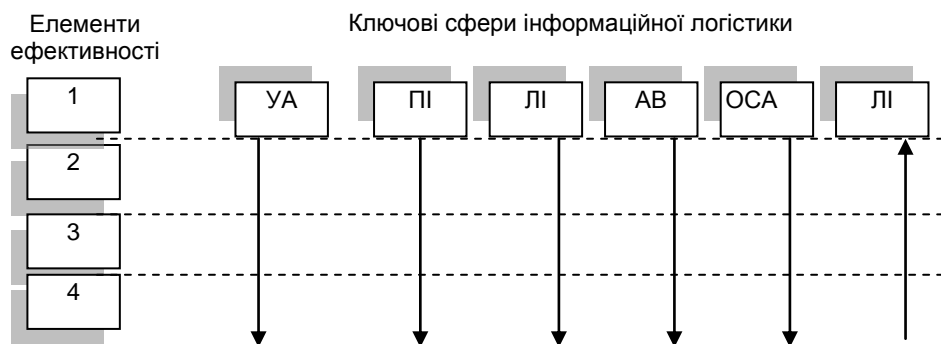 Елементи
ефективності
Ключові сфери інформаційної логістики
1
УА
ПІ
ЛІ
АВ
ОСА
ЛІ
2
3
4